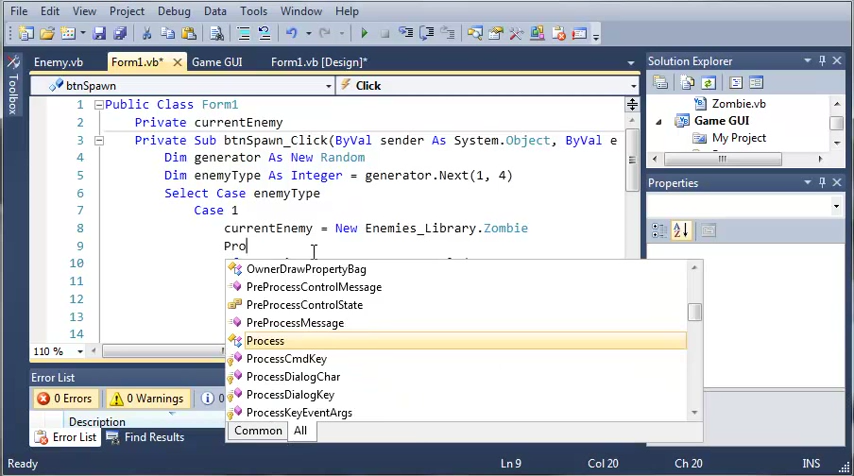 File Edit View Project Debug Data Tools Window Help
Enemy.vb Form1.vb* Game GUI Form1.vb [Design]*
Toolbox
btnSpawn Click
1 Public Class Form1
2 Private currentEnemy
3 Private Sub btnSpawn_Click(ByVal sender As System.Object, ByVal e
4 Dim generator As New Random
5 Dim enemyType As Integer = generator.Next(1, 4)
6 Select Case enemyType
7 Case 1
8 currentEnemy = New Enemies_Library.Zombie
9 Pro
10
11
12
13
14
OwnerDrawPropertyBag
PreProcessControlMessage
PreProcessControlState
PreProcessMessage
Process
ProcessCmdKey
ProcessDialogChar
ProcessDialogKey
ProcessKeyEventArgs
Common All
110 %
Error List
0 Errors 0 Warnings 0
Description
Error List Find Results
Solution Explorer
Zombie.vb
Game GUI
My Project
Properties
Ready Ln 9 Col 20 Ch 20